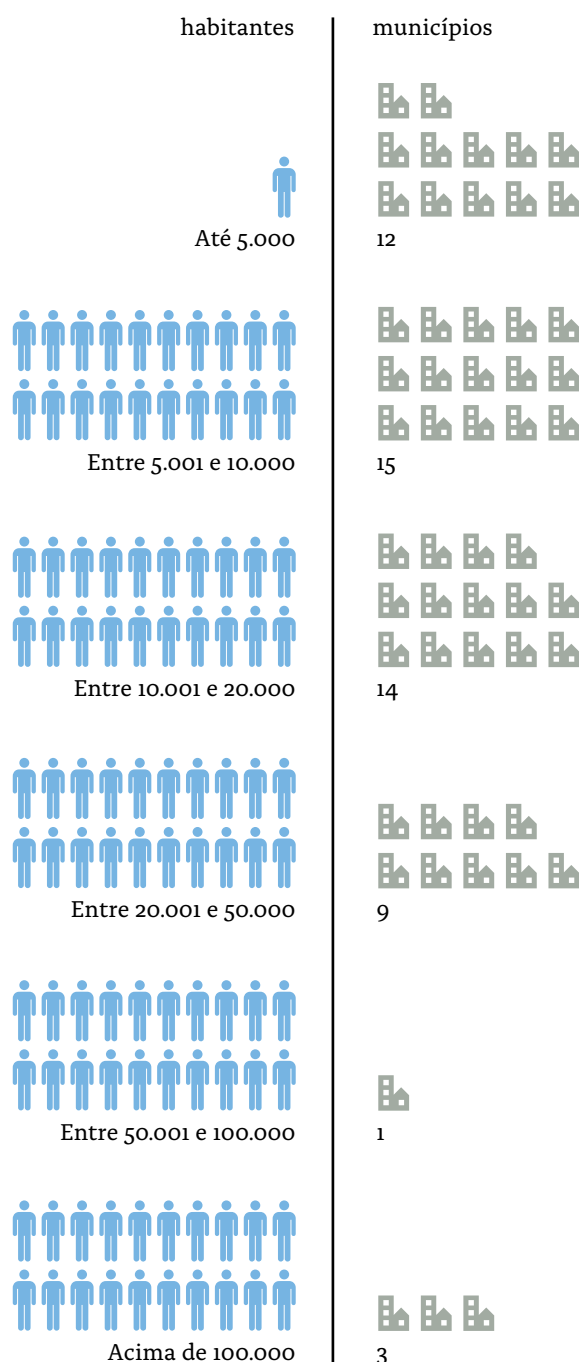 habitantes
municípios
Até 5.000
12
Entre 5.001 e 10.000
15
Entre 10.001 e 20.000
14
Entre 20.001 e 50.000
9
Entre 50.001 e 100.000
1
Acima de 100.000
3